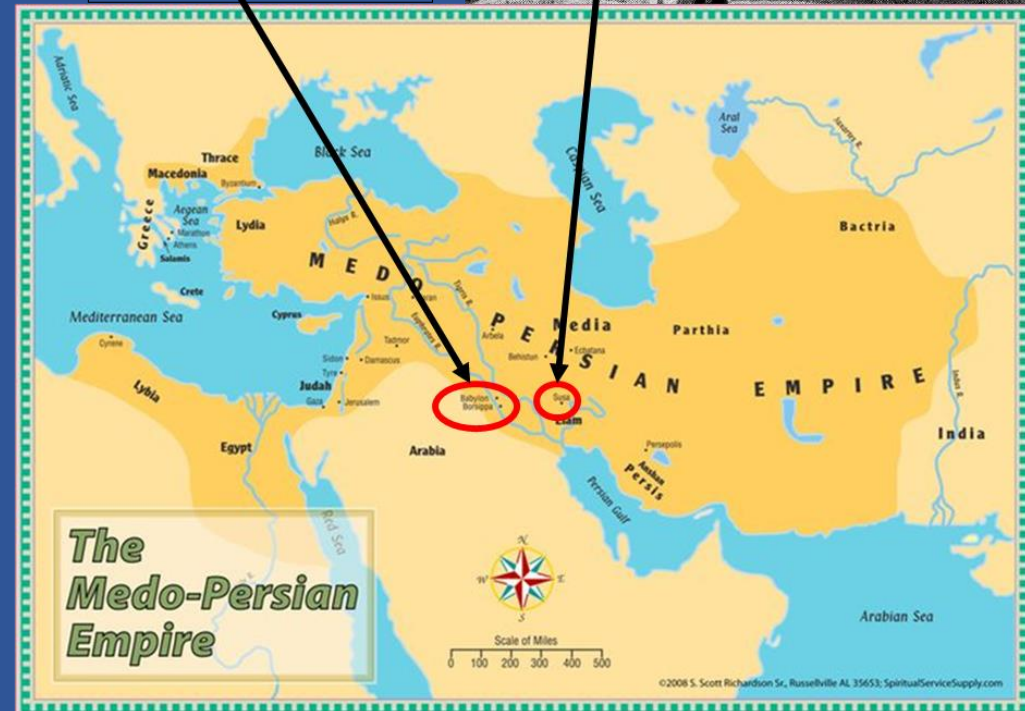 Adriatic Sea
Black Sea
Caspian Sea
Aral
Sea
Jaxartes R.
Thrace
Macedonia
Byzantium
Greece
Aegean
Sea
Marathon
Athens
Salamis
Lydia
Halys R.
Bactria
Crete
Mediterranean Sea
Cyprus
MEDO PERSIAN EMPIRE
Issus
Tigris R.
Euphrates R.
Tadmor
Arbela
Media
Behistun
Ecbatana
Parthia
Cyrene
Lybia
Sidon
Damascus
Tyre
Judah
Gaza
Jerusalem
Babylon
Borsippa
Susa
Elam
Indus R.
India
Egypt
Arabia
Persepolis
Anshan
Persis
Persian Gulf
Red Sea
The
Medo-Persian
Empire
N
W E
S
Scale of Miles
0 100 200 300 400 500
Arabian Sea
©2008 S. Scott Richardson Sr., Russellville AL 35653; SpiritualServiceSupply.com